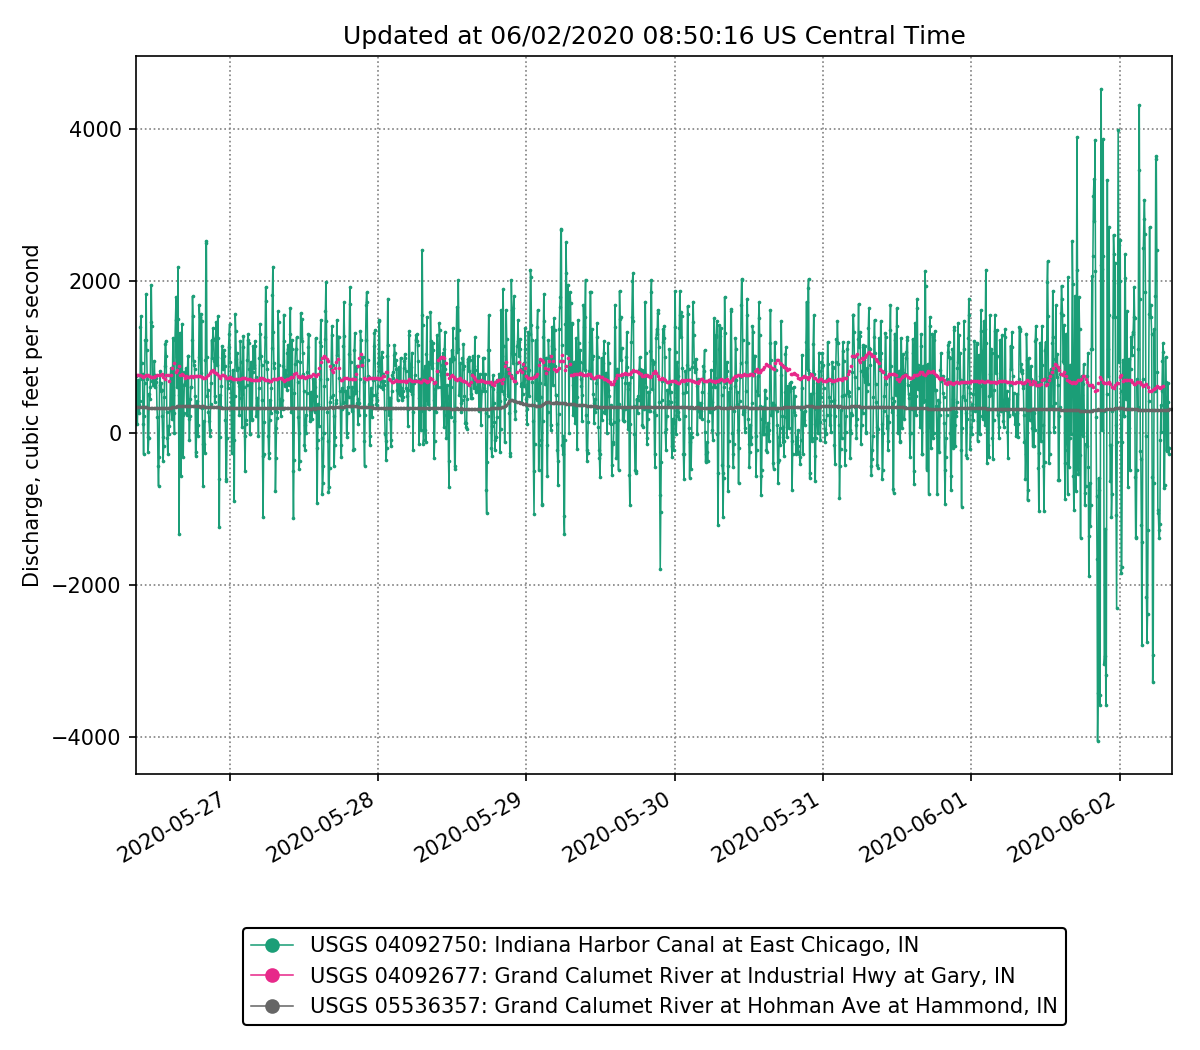 Updated at 06/02/2020 08:50:16 US Central Time
Discharge, cubic feet per second
4000
2000
0
−2000
−4000
2020-05-27
2020-05-28
2020-05-29
2020-05-30
2020-05-31
2020-06-01
2020-06-02
USGS 04092750: Indiana Harbor Canal at East Chicago, IN
USGS 04092677: Grand Calumet River at Industrial Hwy at Gary, IN
USGS 05536357: Grand Calumet River at Hohman Ave at Hammond, IN